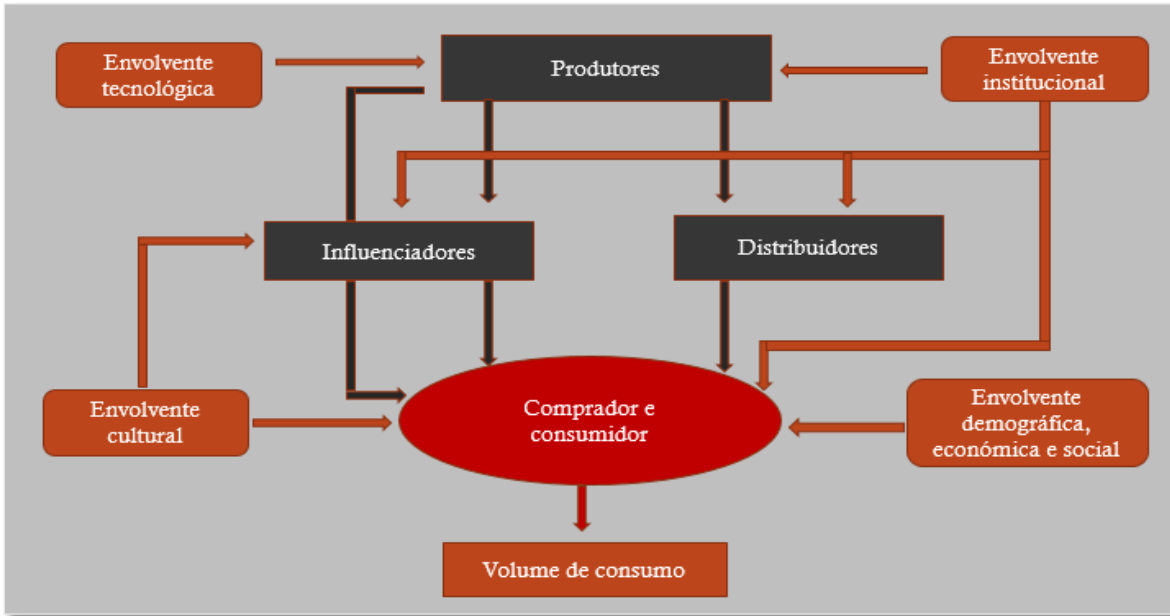 Envolvente
tecnológica
Produtores
Envolvente
institucional
Influenciadores
Distribuidores
Envolvente
cultural
Comprador e
consumidor
Envolvente
demográfica,
económica e social
Volume de consumo